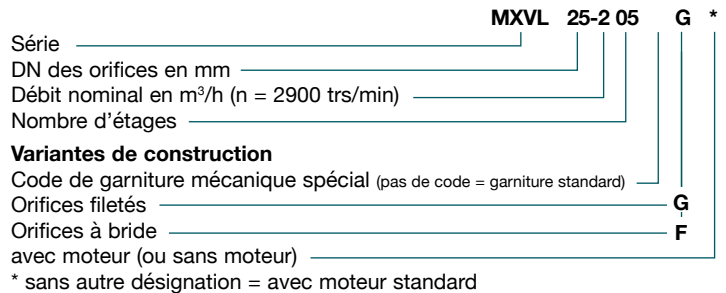 MXVL 25-2 05 G *
Série
DN des orifices en mm
Débit nominal en m³/h (n = 2900 trs/min)
Nombre d'étages
Variantes de construction
Code de garniture mécanique spécial (pas de code = garniture standard)
Orifices filetés G
Orifices à bride F
avec moteur (ou sans moteur)
* sans autre désignation = avec moteur standard